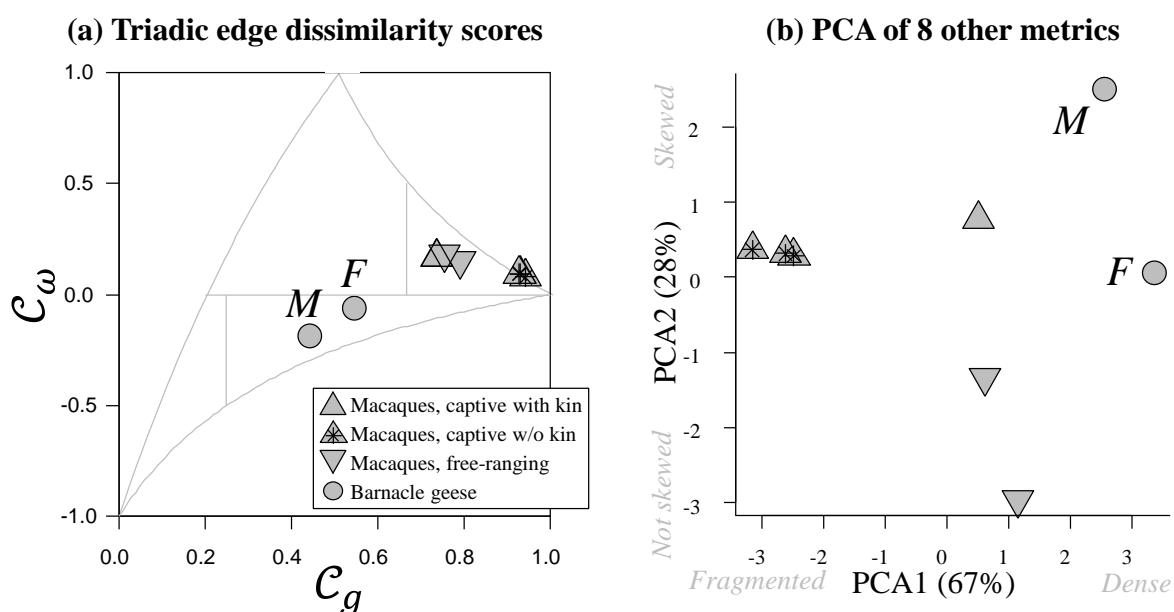 (a) Triadic edge dissimilarity scores
1.0
0.5
0.0
-0.5
-1.0
𝒞ω
F
M
Macaques, captive with kin
Macaques, captive w/o kin
Macaques, free-ranging
Barnacle geese
0.0 0.2 0.4 0.6 0.8 1.0
𝒞g
(b) PCA of 8 other metrics
Skewed
Not skewed
PCA2 (28%)
2
1
0
-1
-2
-3
M
F
-3 -2 -1 0 1 2 3
Fragmented PCA1 (67%) Dense